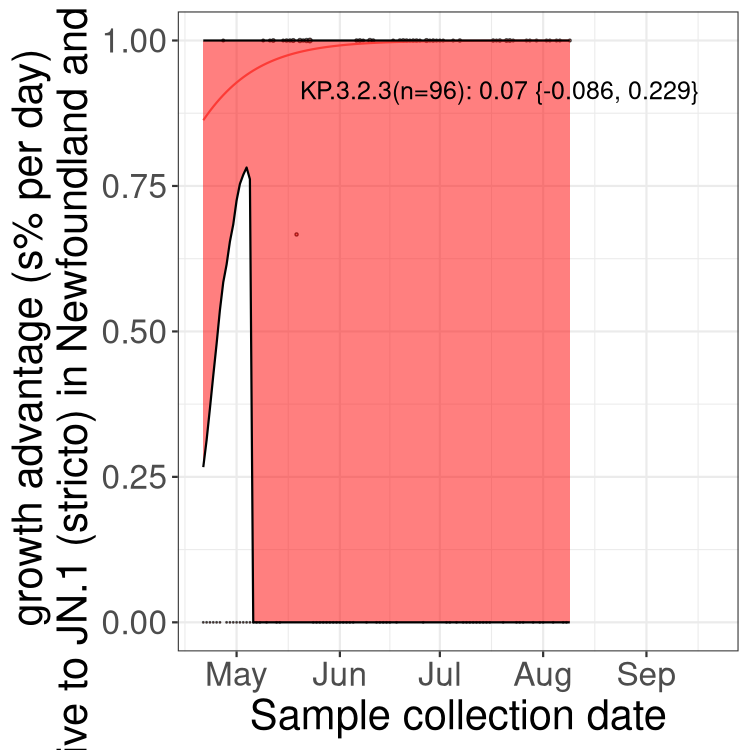 growth advantage (s% per day)
ive to JN.1 (stricto) in Newfoundland and
1.00
0.75
0.50
0.25
0.00
KP.3.2.3(n=96): 0.07 {-0.086, 0.229}
May Jun Jul Aug Sep
Sample collection date